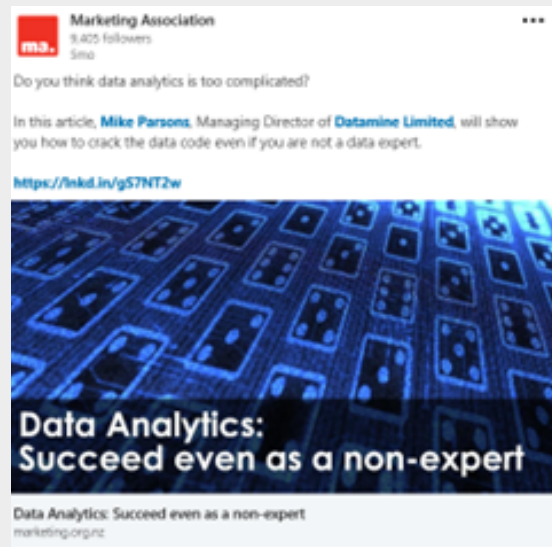 ma.
Marketing Association
9,405 followers
5mo
Do you think data analytics is too complicated?
In this article, Mike Parsons, Managing Director of Datamine Limited, will show
you how to crack the data code even if you are not a data expert.
https://lnkd.in/gS7NT2w
Data Analytics:
Succeed even as a non-expert
Data Analytics: Succeed even as a non-expert
marketing.org.nz